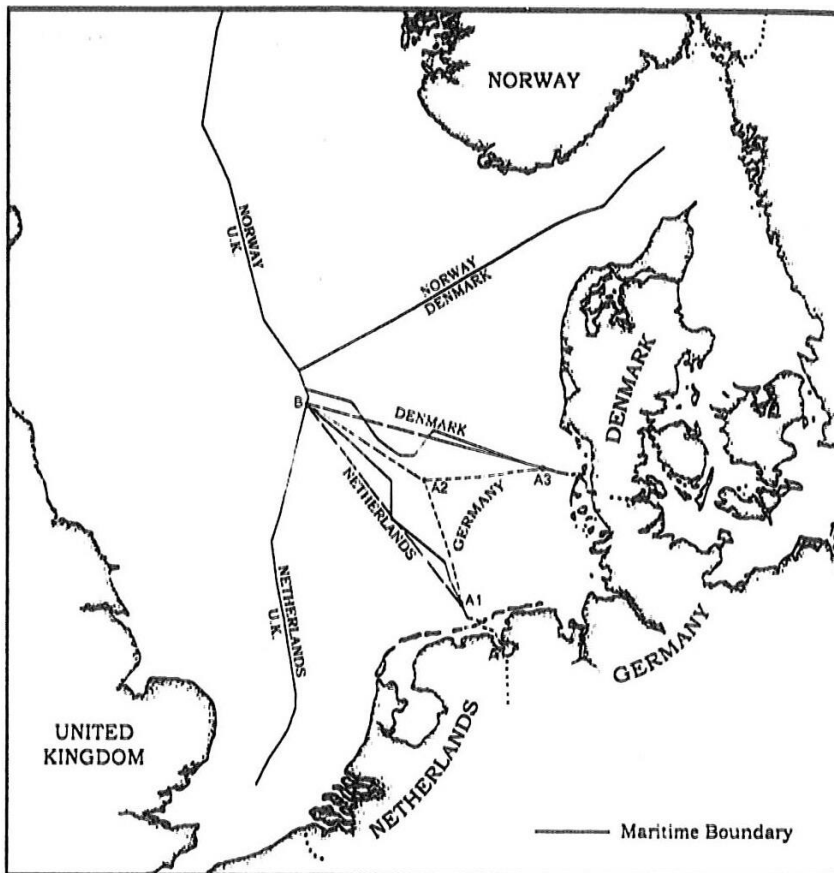 NORWAY
NORWAY
U.K.
NORWAY
DENMARK
DENMARK
B
DENMARK
A2
A3
GERMANY
NETHERLANDS
A1
NETHERLANDS
U.K.
GERMANY
UNITED
KINGDOM
NETHERLANDS
Maritime Boundary